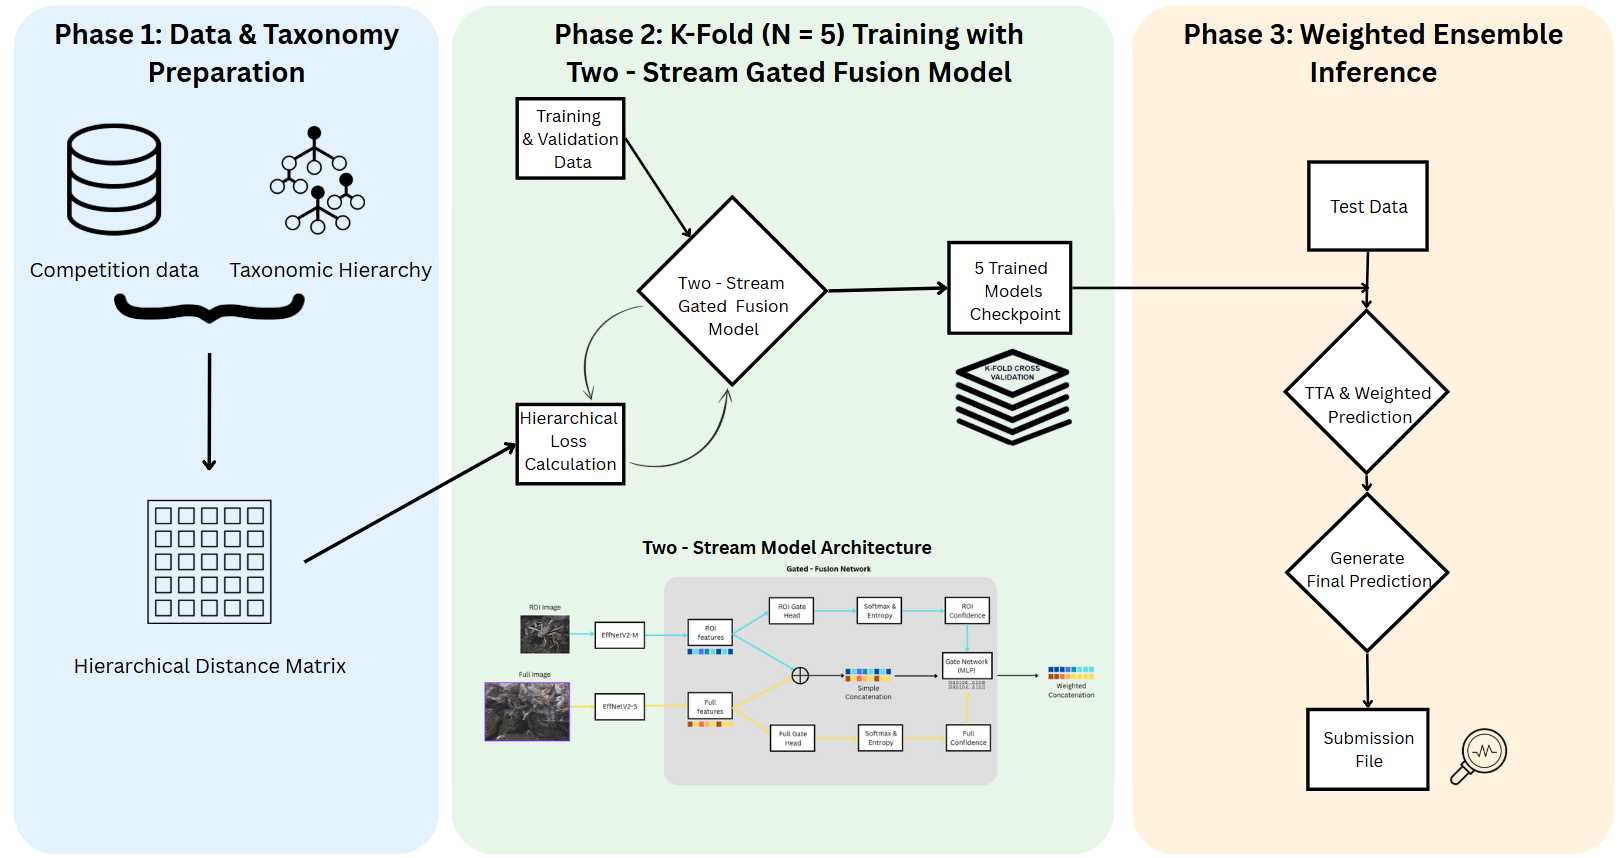 Phase 1: Data & Taxonomy
Preparation
Competition data
Taxonomic Hierarchy
Hierarchical Distance Matrix
Phase 2: K-Fold (N = 5) Training with
Two - Stream Gated Fusion Model
Training
& Validation
Data
Two - Stream
Gated Fusion
Model
5 Trained
Models
Checkpoint
K-FOLD CROSS
VALIDATION
Hierarchical
Loss
Calculation
Two - Stream Model Architecture
Gated - Fusion Network
ROI Image
EffNetV2-M
ROI
features
ROI Gate
Head
Softmax &
Entropy
ROI
Confidence
Full Image
EffNetV2-S
Full
features
Simple
Concatenation
Gate Network
(MLP)
Weighted
Concatenation
Full Gate
Head
Softmax &
Entropy
Full
Confidence
Phase 3: Weighted Ensemble
Inference
Test Data
TTA & Weighted
Prediction
Generate
Final Prediction
Submission
File